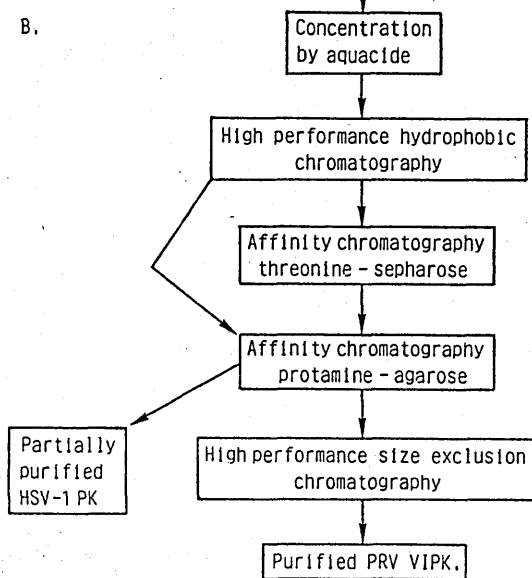 B.
Concentration
by aquacide
High performance hydrophobic
chromatography
Affinity chromatography
threonine - sepharose
Affinity chromatography
protamine - agarose
Partially
purified
HSV-1 PK
High performance size exclusion
chromatography
Purified PRV VIPK.